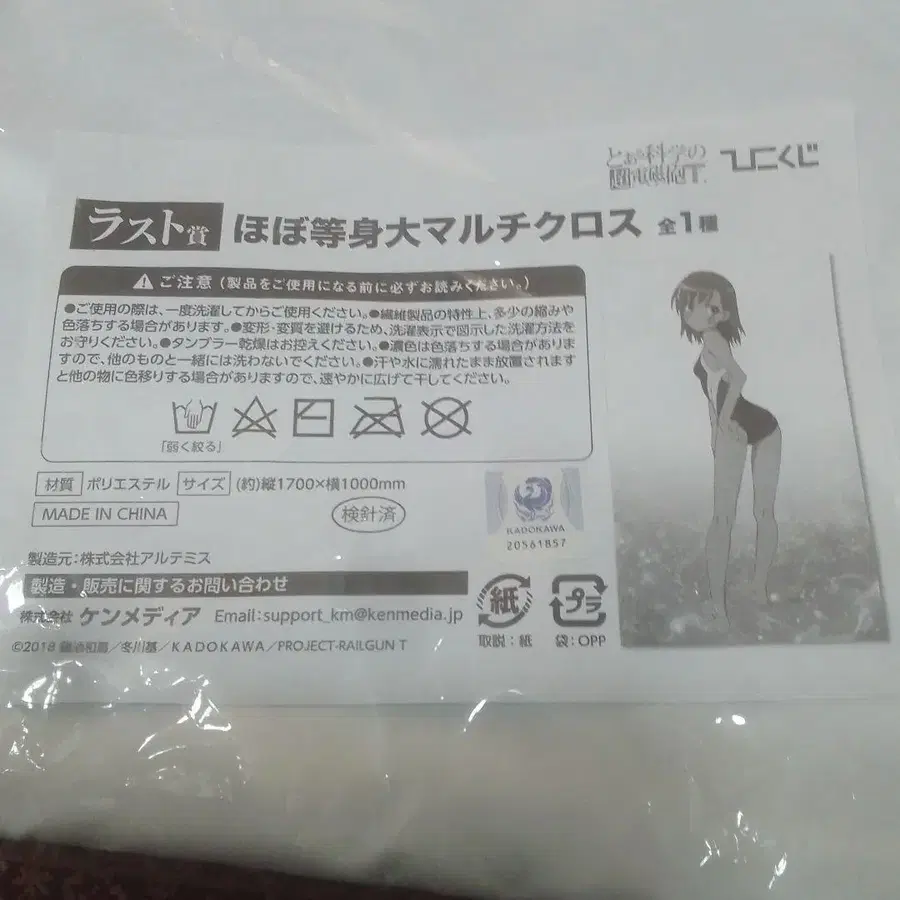 とある科学の
超電磁砲T
ひこくじ
ラスト賞 ほぼ等身大マルチクロス 全1種
ご注意（製品をご使用になる前に必ずお読みください。）
●ご使用の際は、一度洗濯してからご使用ください。●繊維製品の特性上、多少の縮みや
色落ちする場合があります。●変形・変質を避けるため、洗濯表示で図示した洗濯方法を
お守りください。●タンブラー乾燥はお控えください。●濃色は色落ちする場合がありま
すので、他のものと一緒には洗わないでください。●汗や水に濡れたまま放置されます
と他の物に色移りする場合がありますので、速やかに広げて干してください。
「弱く絞る」
材質 ポリエステル サイズ (約)縦1700×横1000mm
MADE IN CHINA 検針済
KADOKAWA
20561857
製造元：株式会社アルテミス
製造・販売に関するお問い合わせ
株式会社 ケンメディア Email：support_km@kenmedia.jp
紙 プラ
取説：紙 袋：OPP
©2018 鎌池和馬／冬川基／KADOKAWA／PROJECT-RAILGUN T